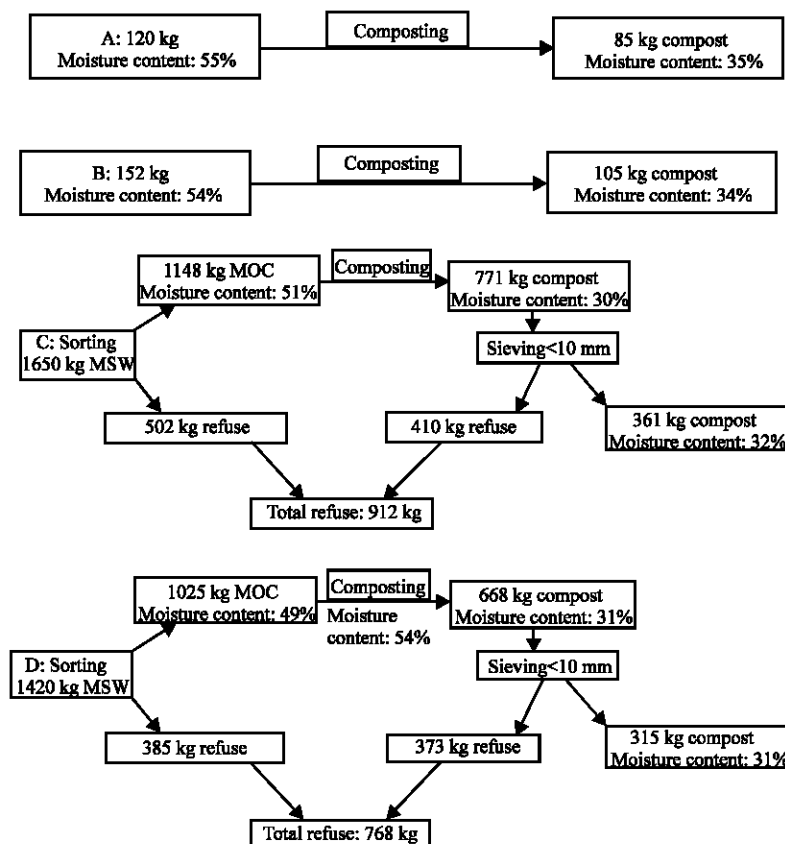 A: 120 kg
Moisture content: 55%
Composting
85 kg compost
Moisture content: 35%
B: 152 kg
Moisture content: 54%
Composting
105 kg compost
Moisture content: 34%
1148 kg MOC
Moisture content: 51%
Composting
771 kg compost
Moisture content: 30%
C: Sorting
1650 kg MSW
Sieving<10 mm
502 kg refuse
410 kg refuse
361 kg compost
Moisture content: 32%
Total refuse: 912 kg
1025 kg MOC
Moisture content: 49%
Composting
Moisture
content: 54%
668 kg compost
Moisture content: 31%
D: Sorting
1420 kg MSW
Sieving<10 mm
385 kg refuse
373 kg refuse
315 kg compost
Moisture content: 31%
Total refuse: 768 kg